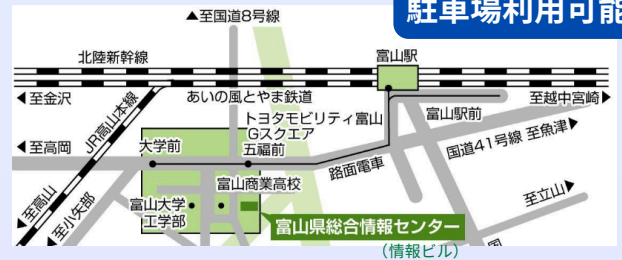 駐車場利用可能
▲至国道8号線
北陸新幹線
富山駅
◀至金沢
あいの風とやま鉄道
至越中宮崎▶
JR高山本線
トヨタモビリティ富山
Gスクエア
五福前
富山駅前
◀至高岡
大学前
路面電車
国道41号線 至魚津▶
富山商業高校
富山大学
工学部
◀至高山
◀至小矢部
至立山▶
富山県総合情報センター
(情報ビル)